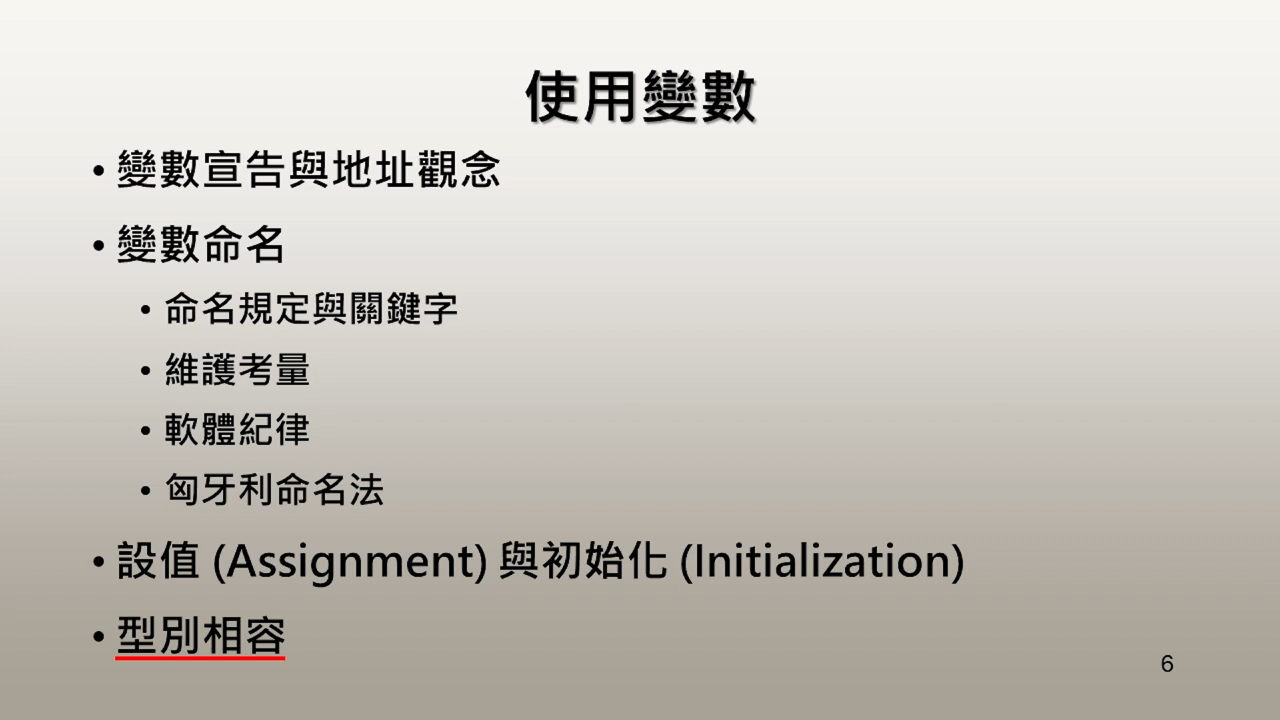 使用變數
• 變數宣告與地址觀念
• 變數命名
• 命名規定與關鍵字
• 維護考量
• 軟體紀律
• 匈牙利命名法
• 設值 (Assignment) 與初始化 (Initialization)
• 型別相容
6